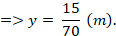 => y = 15/70 (m).